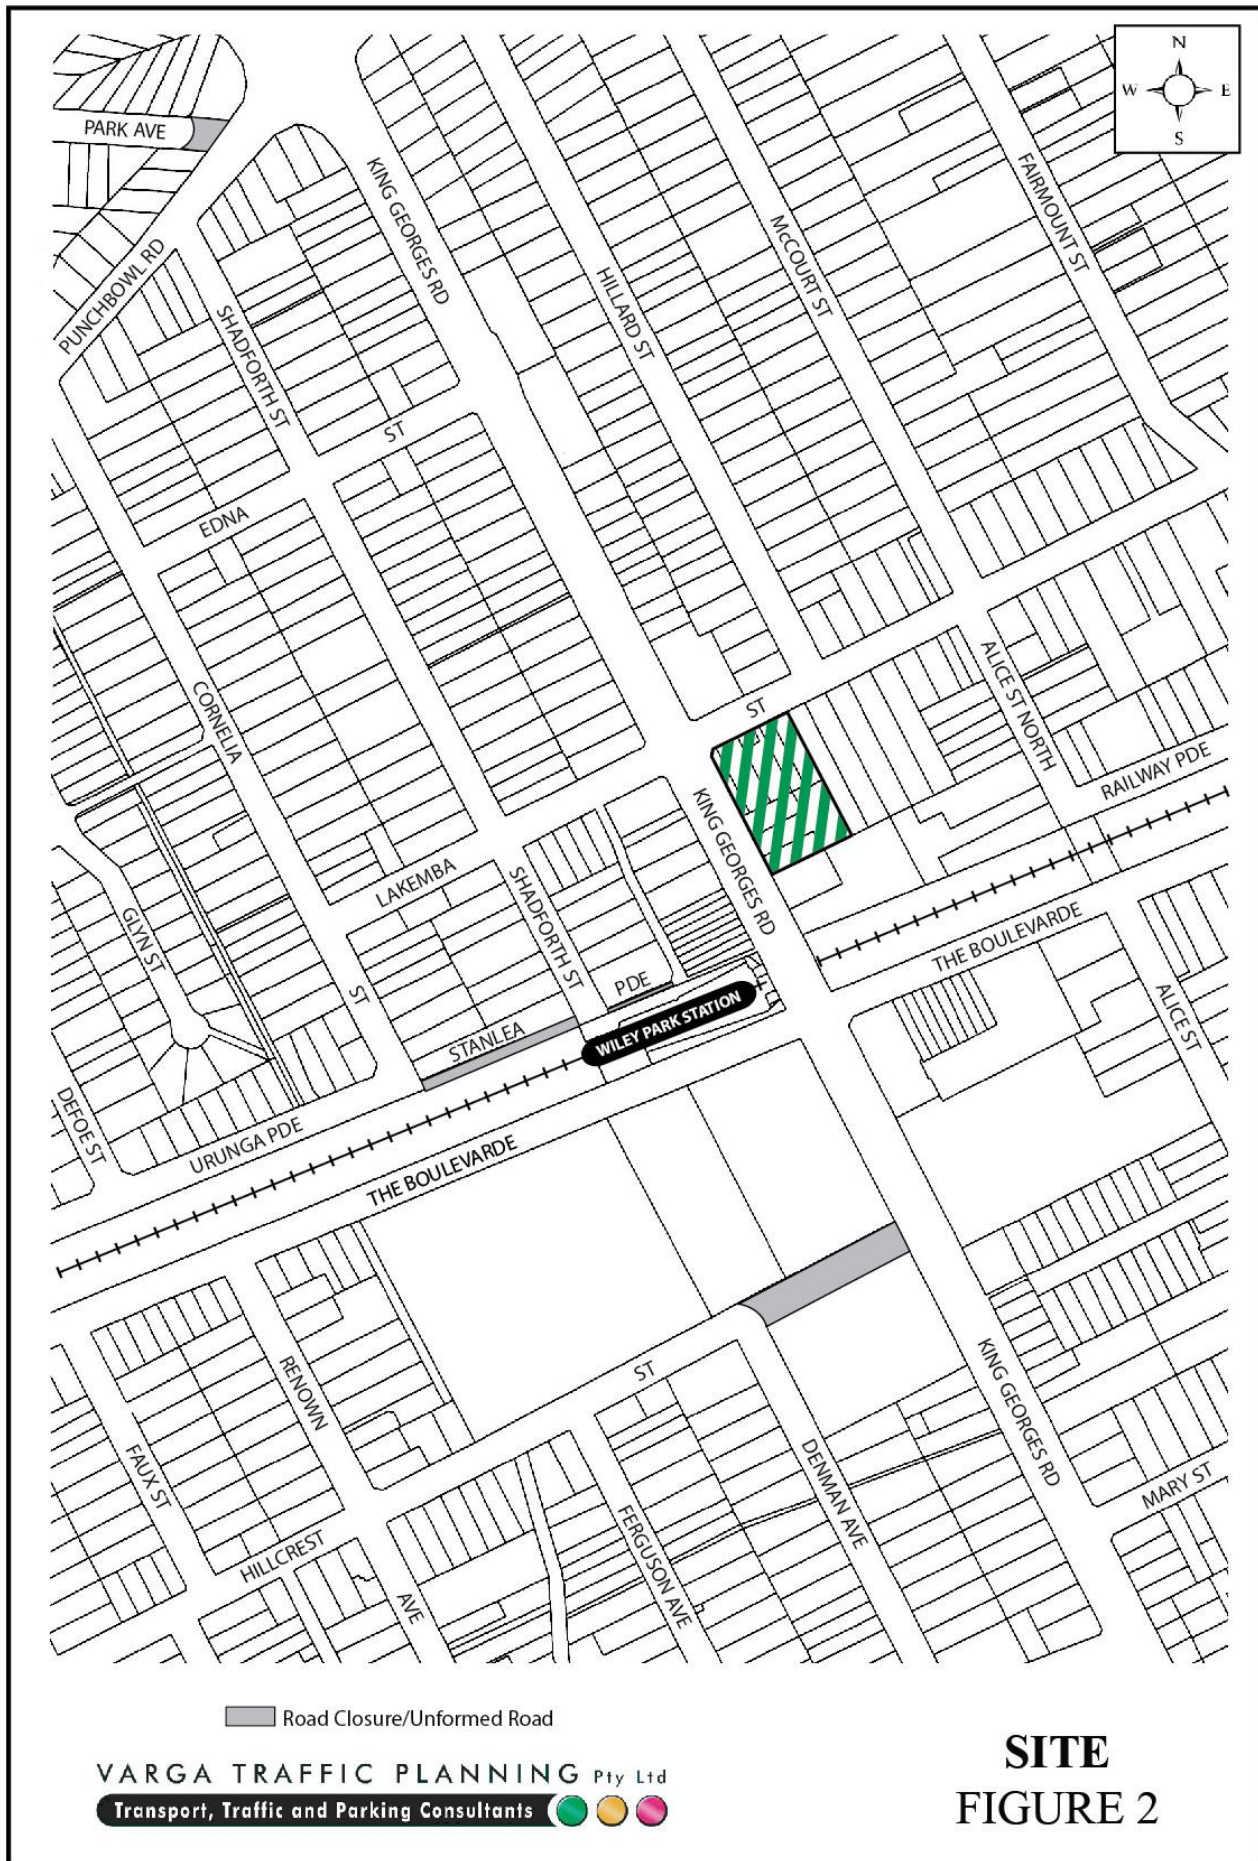 N
W E
S
PARK AVE
KING GEORGES RD
FAIRMOUNT ST
McCOURT ST
PUNCHBOWL RD
HILLARD ST
SHADFORTH ST
ST
EDNA
ALICE ST NORTH
CORNELIA
ST
RAILWAY PDE
KING GEORGES RD
LAKEMBA
SHADFORTH ST
GLYN ST
THE BOULEVARDE
PDE
ST
ALICE ST
WILEY PARK STATION
STANLEA
DEFOE ST
URUNGA PDE
THE BOULEVARDE
RENOWN
ST
KING GEORGES RD
FAUX ST
DENMAN AVE
MARY ST
FERGUSON AVE
HILLCREST
AVE
Road Closure/Unformed Road
VARGA TRAFFIC PLANNING Pty Ltd
Transport, Traffic and Parking Consultants
SITE
FIGURE 2